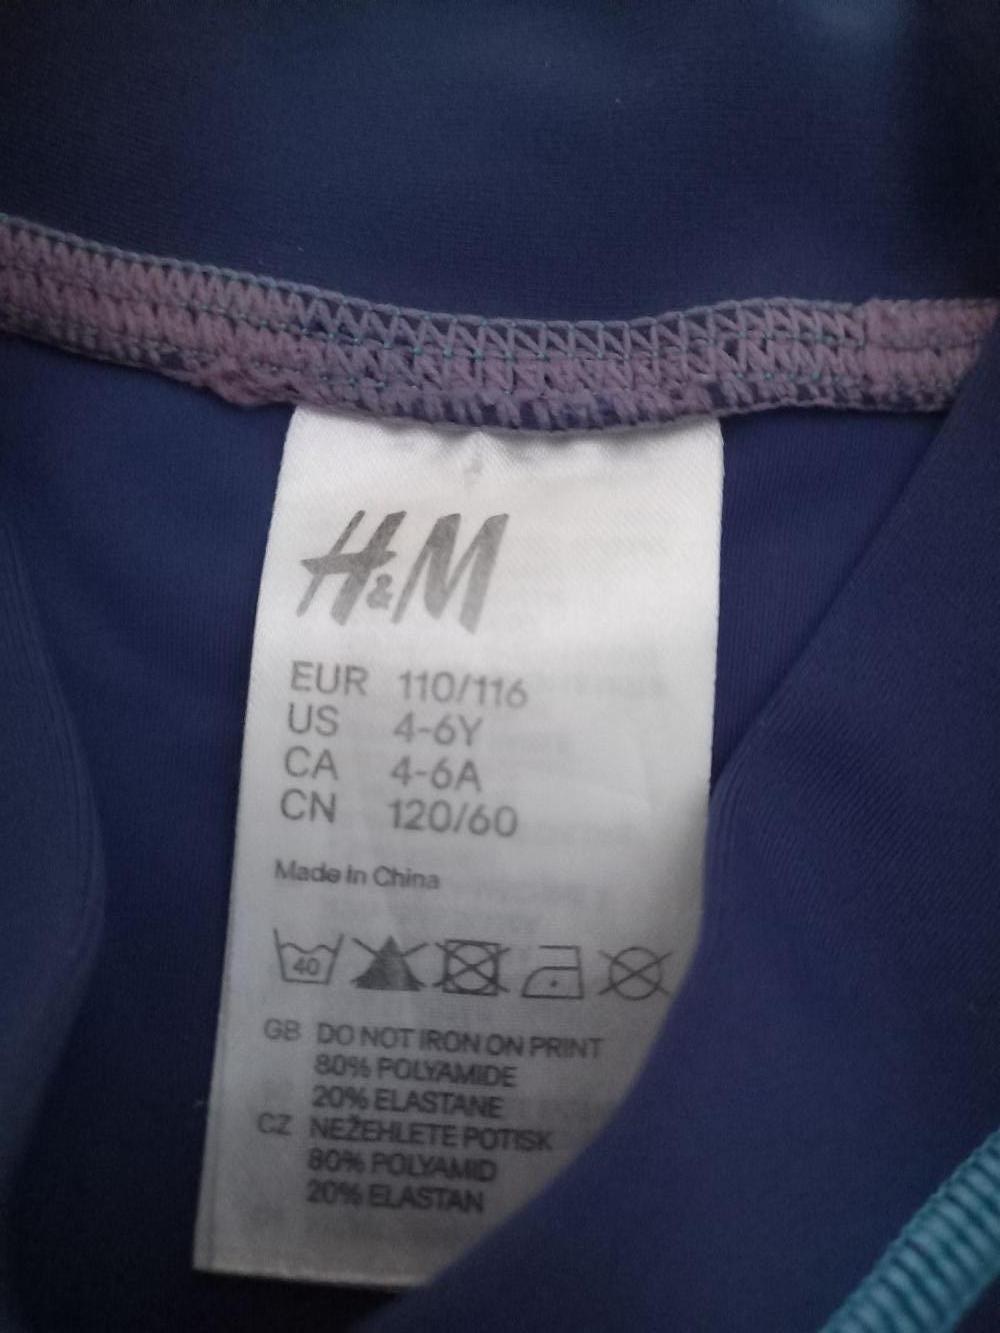 H&M
EUR 110/116
US 4-6Y
CA 4-6A
CN 120/60
Made in China
40
GB DO NOT IRON ON PRINT
80% POLYAMIDE
20% ELASTANE
CZ NEŽEHLETE POTISK
80% POLYAMID
20% ELASTAN